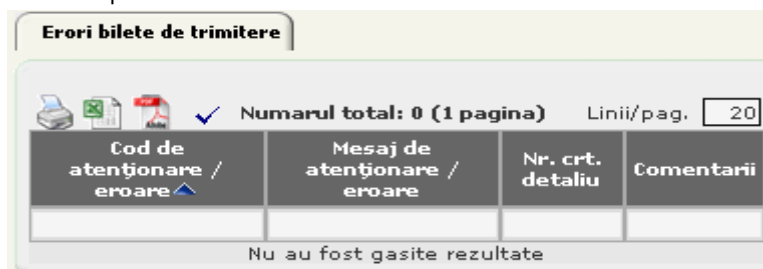 Erori bilete de trimitere
Numarul total: 0 (1 pagina) Linii/pag. 20
Cod de atenţionare / eroare
Mesaj de atenţionare / eroare
Nr. crt. detaliu
Comentarii
Nu au fost gasite rezultate